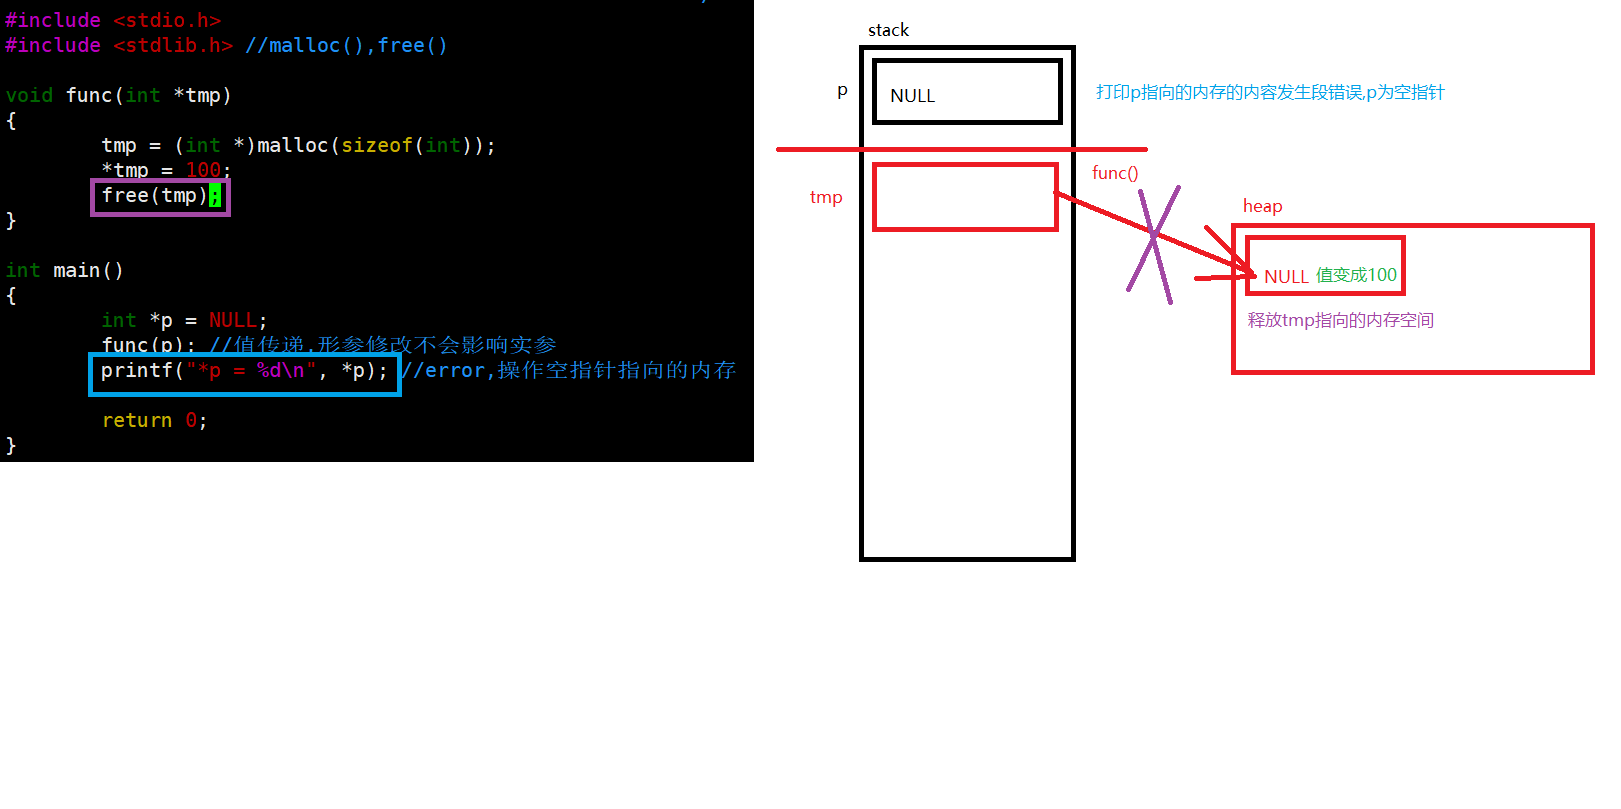 #include <stdio.h>
#include <stdlib.h> //malloc(),free()
void func(int *tmp)
{
tmp = (int *)malloc(sizeof(int));
*tmp = 100;
free(tmp);
}
int main()
{
int *p = NULL;
func(p); //值传递,形参修改不会影响实参
printf("*p = %d\n", *p); //error,操作空指针指向的内存
return 0;
}
stack
p
NULL
打印p指向的内存的内容发生段错误,p为空指针
func()
tmp
heap
NULL 值变成100
释放tmp指向的内存空间